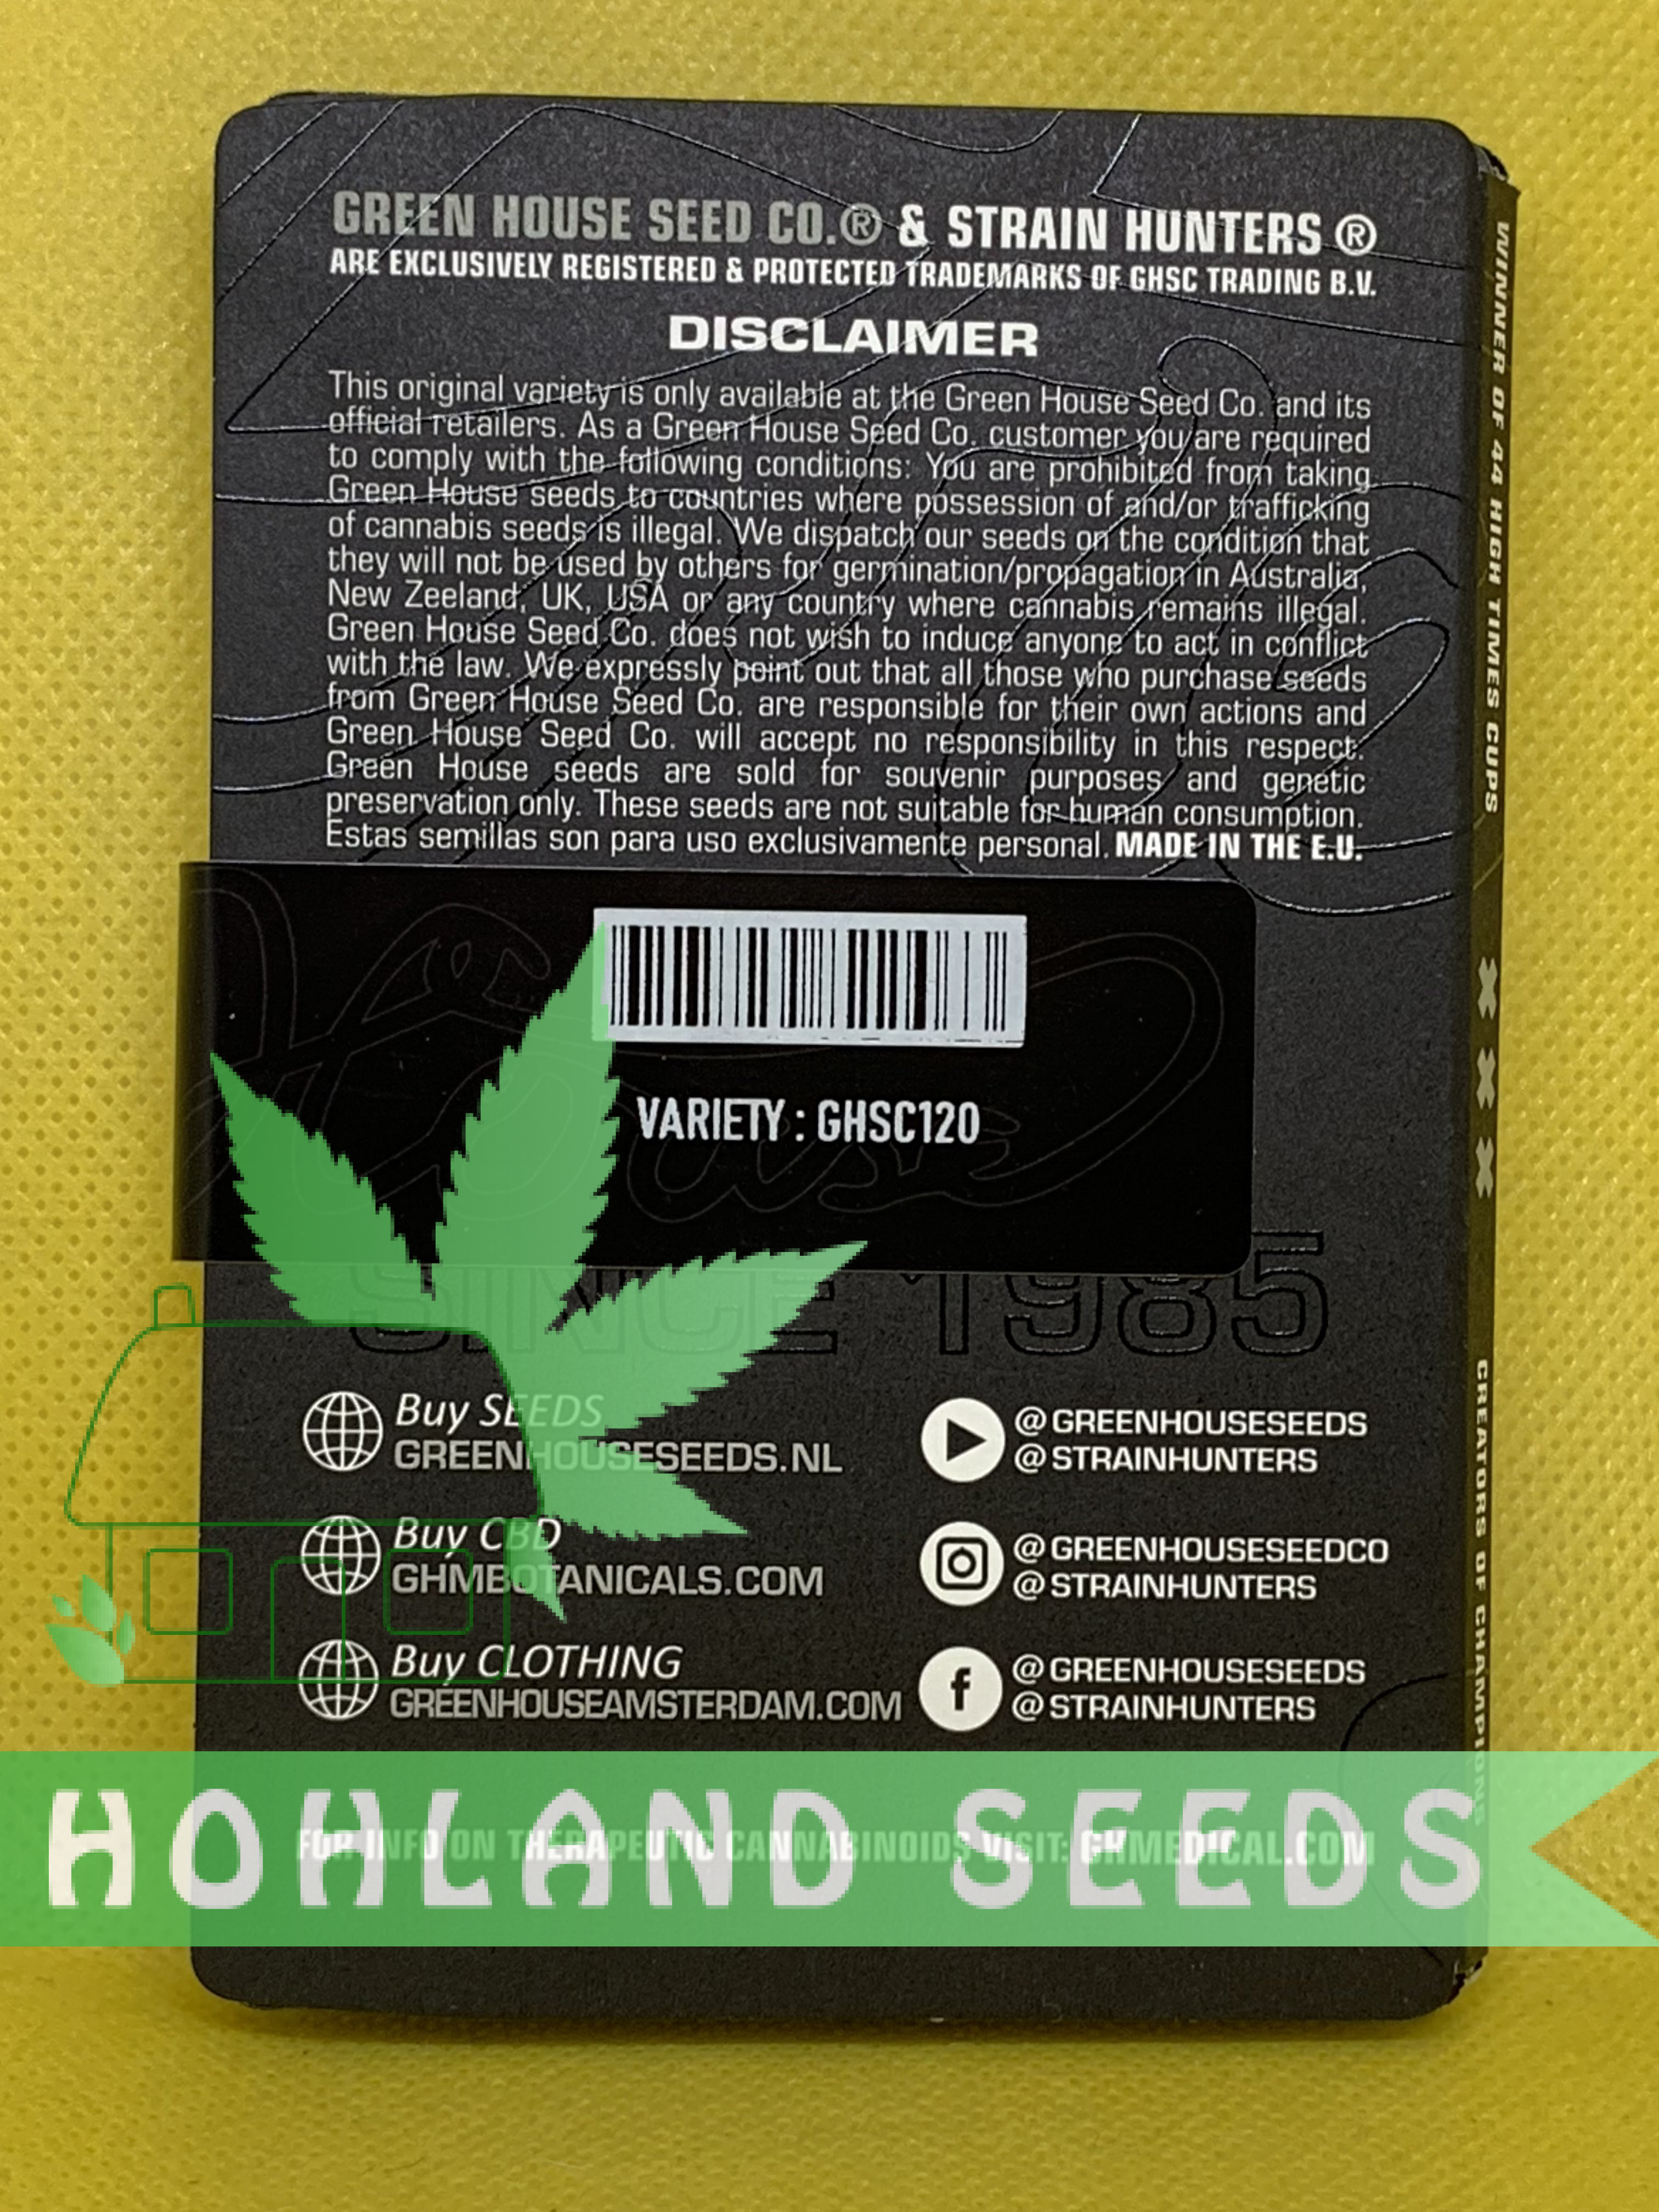 GREEN HOUSE SEED CO.® & STRAIN HUNTERS ®
ARE EXCLUSIVELY REGISTERED & PROTECTED TRADEMARKS OF GHSC TRADING B.V.
DISCLAIMER
This original variety is only available at the Green House Seed Co. and its
official retailers. As a Green House Seed Co. customer you are required
to comply with the following conditions: You are prohibited from taking
Green House seeds to countries where possession of and/or trafficking
of cannabis seeds is illegal. We dispatch our seeds on the condition that
they will not be used by others for germination/propagation in Australia,
New Zeeland, UK, USA or any country where cannabis remains illegal.
Green House Seed Co. does not wish to induce anyone to act in conflict
with the law. We expressly point out that all those who purchase seeds
from Green House Seed Co. are responsible for their own actions and
Green House Seed Co. will accept no responsibility in this respect.
Green House seeds are sold for souvenir purposes and genetic
preservation only. These seeds are not suitable for human consumption.
Estas semillas son para uso exclusivamente personal. MADE IN THE E.U.
VARIETY : GHSC120
House
SINCE 1985
Buy SEEDS
GREENHOUSESEEDS.NL
@GREENHOUSESEEDS
@STRAINHUNTERS
Buy CBD
GHMBOTANICALS.COM
@GREENHOUSESEEDCO
@STRAINHUNTERS
Buy CLOTHING
GREENHOUSEAMSTERDAM.COM
@GREENHOUSESEEDS
@STRAINHUNTERS
FOR INFO ON THERAPEUTIC CANNABINOIDS VISIT: GHMEDICAL.COM
HOHLAND SEEDS
WINNER OF 44 HIGH TIMES CUPS
CREATORS OF CHAMPIONS